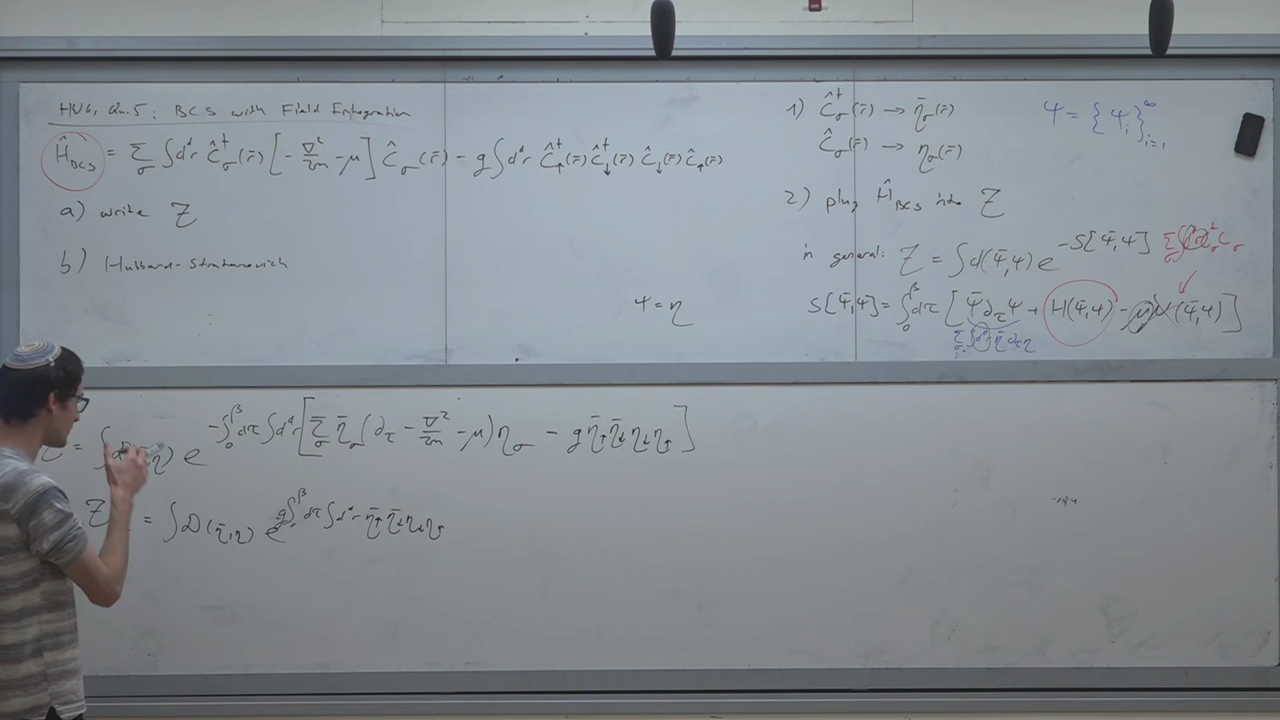 HW6, Qu.5: BCS with Field Integration
Ĥ_BCS = Σ_σ ∫d^d r ĉ†_σ(r̄) [-∇²/2m - μ] ĉ_σ(r̄) - g∫d^d r ĉ†_↑(r̄) ĉ†_↓(r̄) ĉ_↓(r̄) ĉ_↑(r̄)
a) write Z
b) Hubbard-Stratonovich
ψ = η
1) ĉ†_σ(r̄) → η̄_σ(r̄)
ĉ_σ(r̄) → η_σ(r̄)
ψ = {ψ_i}^∞_{i=1}
2) plug Ĥ_BCS into Z
in general: Z = ∫d(ψ̄,ψ) e^{-S[ψ̄,ψ]}
S[ψ̄,ψ] = ∫_0^β dτ [ψ̄ ∂_τ ψ + H(ψ̄,ψ) - μN(ψ̄,ψ)]
= ∫ η) e^{-∫_0^β dτ ∫d^d r [Σ_σ η̄_σ(∂_τ - ∇²/2m - μ)η_σ - g η̄_↑ η̄_↓ η_↓ η_↑]}
Z = ∫D(η̄,η) e^{g∫^β dτ ∫d^d r η̄_↑ η̄_↓ η_↓ η_↑}